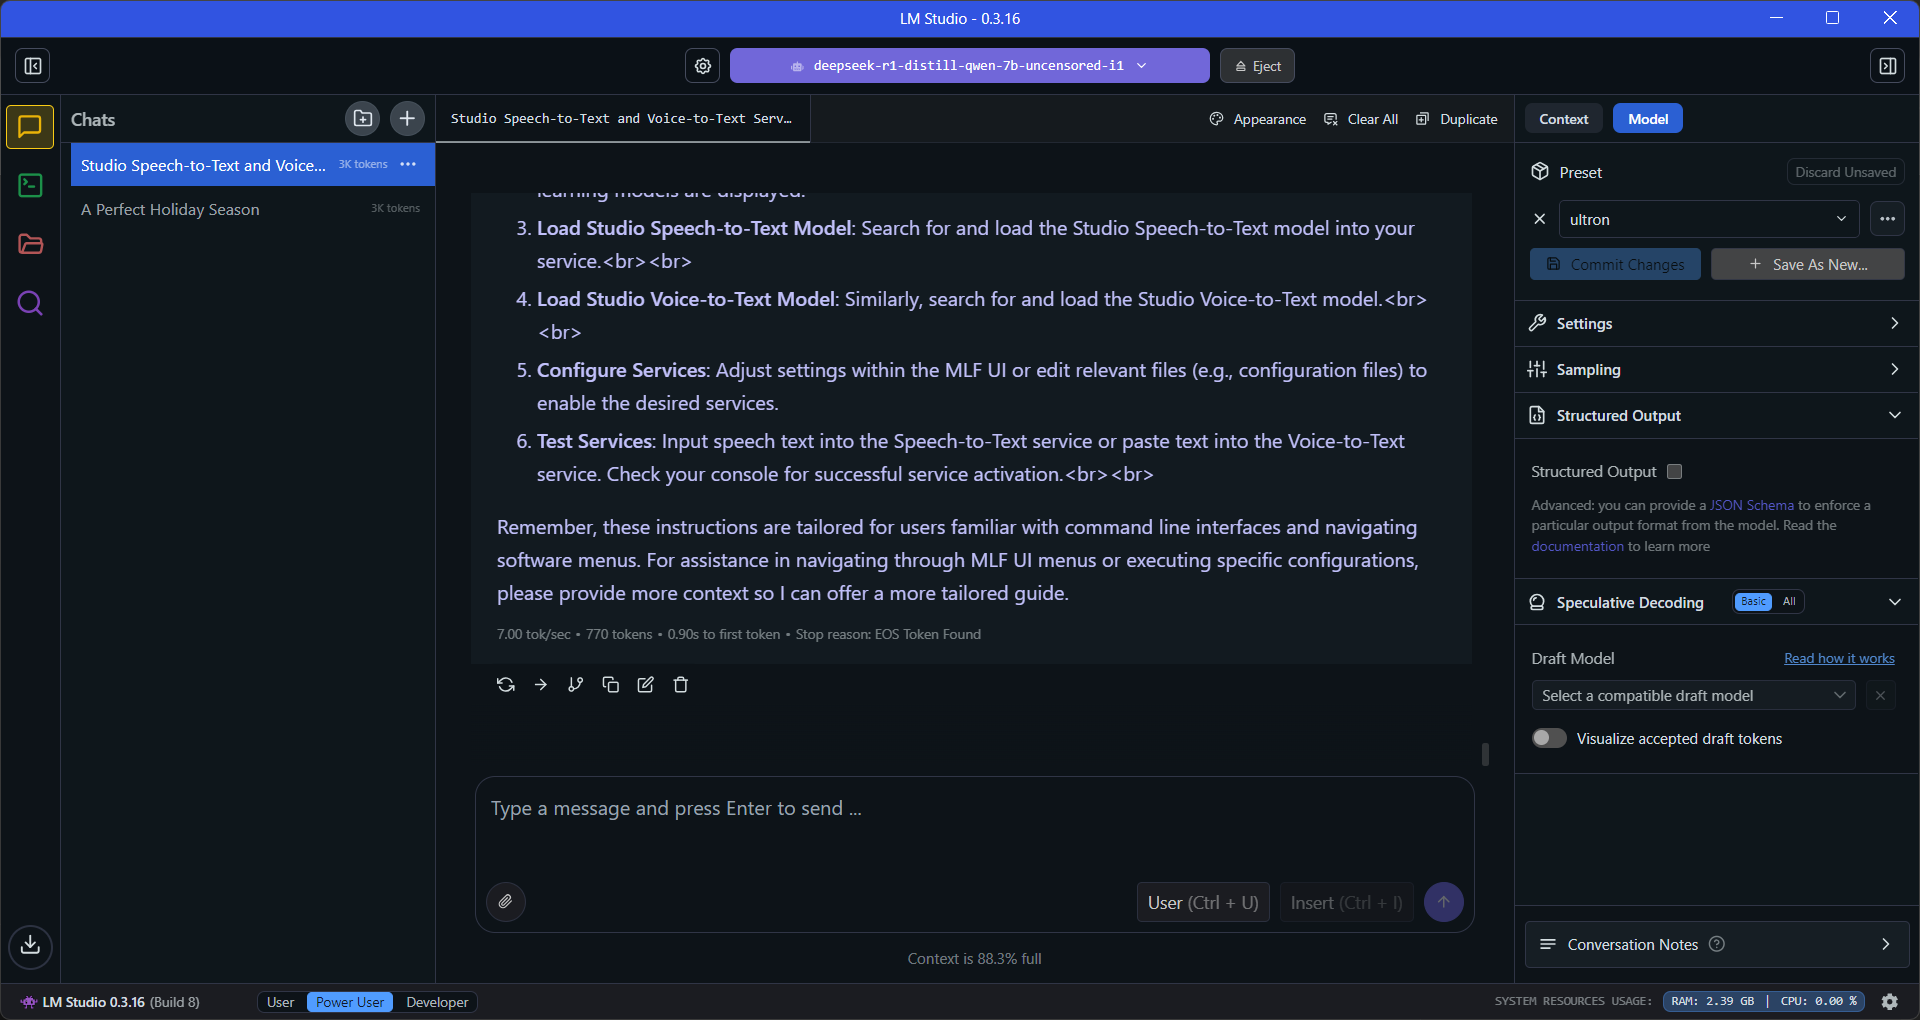 LM Studio - 0.3.16
deepseek-r1-distill-qwen-7b-uncensored-i1
Eject
Chats
Studio Speech-to-Text and Voice-to-Text Serv…
Appearance
Clear All
Duplicate
Context
Model
Studio Speech-to-Text and Voice...
3K tokens
A Perfect Holiday Season
3K tokens
learning models are displayed.
3. Load Studio Speech-to-Text Model: Search for and load the Studio Speech-to-Text model into your
service.<br><br>
4. Load Studio Voice-to-Text Model: Similarly, search for and load the Studio Voice-to-Text model.<br>
<br>
5. Configure Services: Adjust settings within the MLF UI or edit relevant files (e.g., configuration files) to
enable the desired services.
6. Test Services: Input speech text into the Speech-to-Text service or paste text into the Voice-to-Text
service. Check your console for successful service activation.<br><br>
Remember, these instructions are tailored for users familiar with command line interfaces and navigating
software menus. For assistance in navigating through MLF UI menus or executing specific configurations,
please provide more context so I can offer a more tailored guide.
7.00 tok/sec • 770 tokens • 0.90s to first token • Stop reason: EOS Token Found
Type a message and press Enter to send ...
User (Ctrl + U)
Insert (Ctrl + I)
Context is 88.3% full
Preset
Discard Unsaved
ultron
Commit Changes
+ Save As New...
Settings
Sampling
Structured Output
Structured Output
Advanced: you can provide a JSON Schema to enforce a
particular output format from the model. Read the
documentation to learn more
Speculative Decoding
Basic
All
Draft Model
Read how it works
Select a compatible draft model
Visualize accepted draft tokens
Conversation Notes
LM Studio 0.3.16 (Build 8)
User
Power User
Developer
SYSTEM RESOURCES USAGE:
RAM: 2.39 GB | CPU: 0.00 %